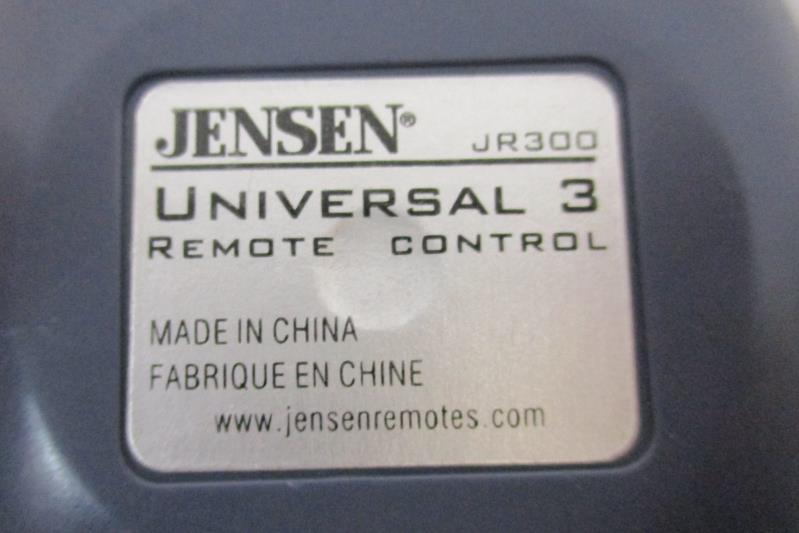 JENSEN® JR300
UNIVERSAL 3
REMOTE CONTROL
MADE IN CHINA
FABRIQUE EN CHINE
www.jensenremotes.com